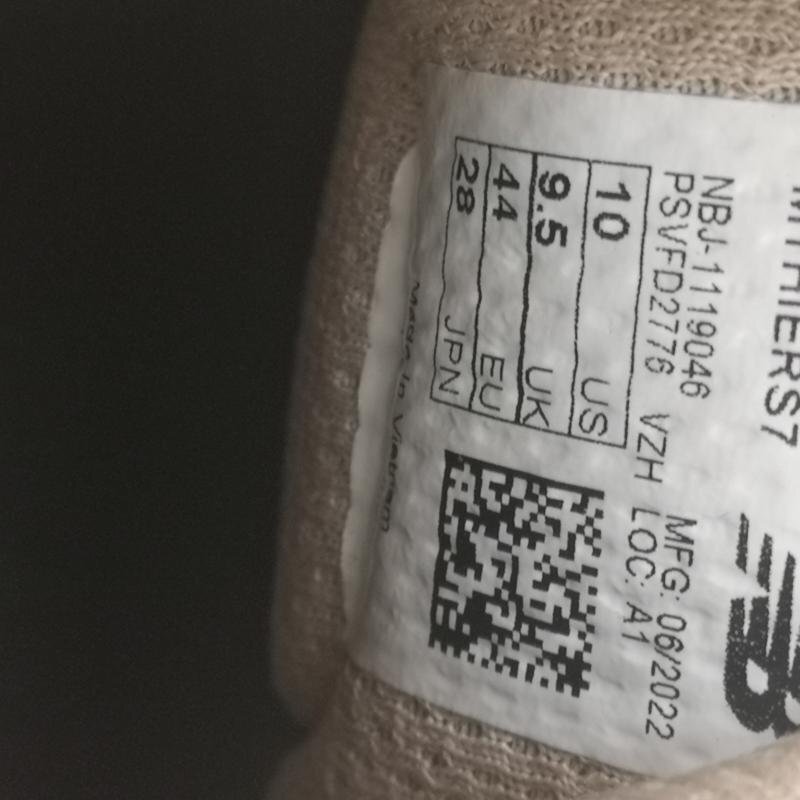 MTHIERS7
NBJ-1119046 MFG: 06/2022
PSVFD2776 VZH LOC: A1
10 US
9.5 UK
44 EU
28 JPN
Made in Vietnam